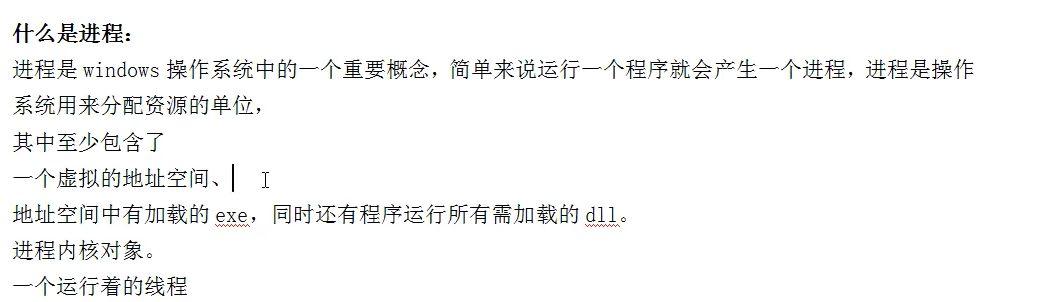 什么是进程：
进程是 windows 操作系统中的一个重要概念，简单来说运行一个程序就会产生一个进程，进程是操作
系统用来分配资源的单位，
其中至少包含了
一个虚拟的地址空间、
地址空间中有加载的 exe，同时还有程序运行所有需加载的 dll。
进程内核对象。
一个运行着的线程